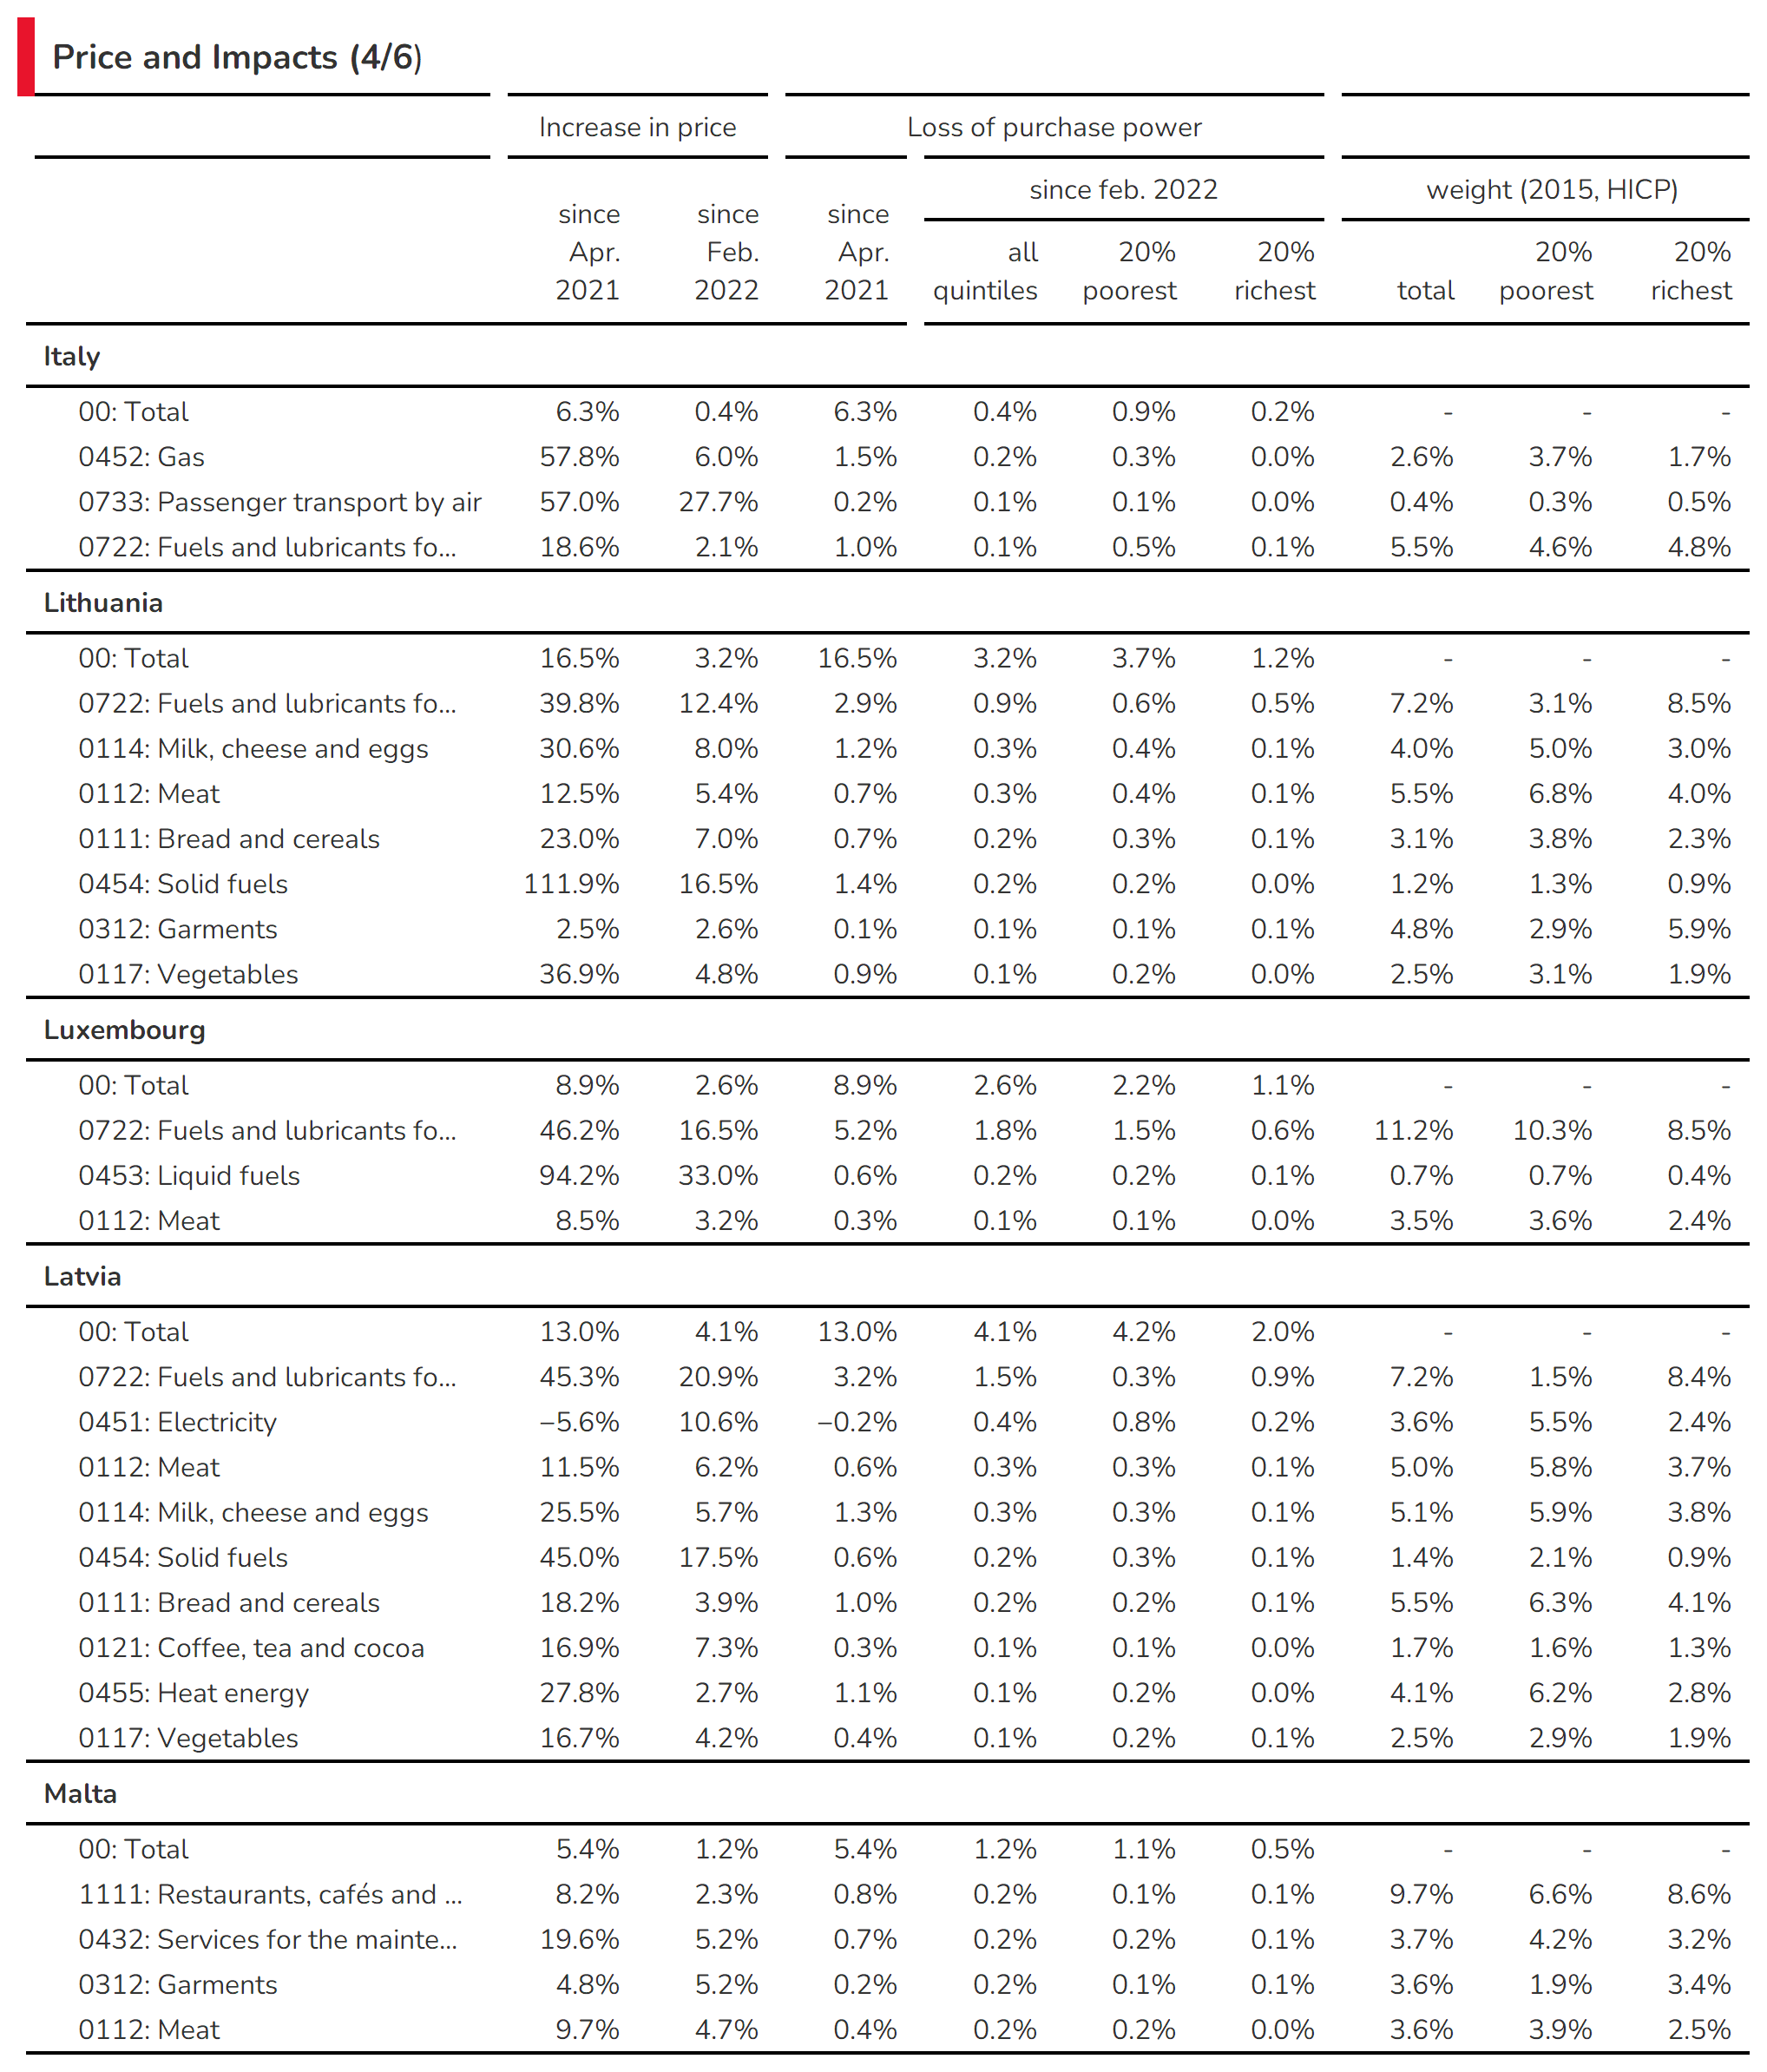 Price and Impacts (4/6)
Increase in price Loss of purchase power
since feb. 2022 weight (2015, HICP)
since since since
Apr. Feb. Apr. all 20% 20% 20% 20%
2021 2022 2021 quintiles poorest richest total poorest richest
Italy
00: Total 6.3% 0.4% 6.3% 0.4% 0.9% 0.2% - - -
0452: Gas 57.8% 6.0% 1.5% 0.2% 0.3% 0.0% 2.6% 3.7% 1.7%
0733: Passenger transport by air 57.0% 27.7% 0.2% 0.1% 0.1% 0.0% 0.4% 0.3% 0.5%
0722: Fuels and lubricants fo... 18.6% 2.1% 1.0% 0.1% 0.5% 0.1% 5.5% 4.6% 4.8%
Lithuania
00: Total 16.5% 3.2% 16.5% 3.2% 3.7% 1.2% - - -
0722: Fuels and lubricants fo... 39.8% 12.4% 2.9% 0.9% 0.6% 0.5% 7.2% 3.1% 8.5%
0114: Milk, cheese and eggs 30.6% 8.0% 1.2% 0.3% 0.4% 0.1% 4.0% 5.0% 3.0%
0112: Meat 12.5% 5.4% 0.7% 0.3% 0.4% 0.1% 5.5% 6.8% 4.0%
0111: Bread and cereals 23.0% 7.0% 0.7% 0.2% 0.3% 0.1% 3.1% 3.8% 2.3%
0454: Solid fuels 111.9% 16.5% 1.4% 0.2% 0.2% 0.0% 1.2% 1.3% 0.9%
0312: Garments 2.5% 2.6% 0.1% 0.1% 0.1% 0.1% 4.8% 2.9% 5.9%
0117: Vegetables 36.9% 4.8% 0.9% 0.1% 0.2% 0.0% 2.5% 3.1% 1.9%
Luxembourg
00: Total 8.9% 2.6% 8.9% 2.6% 2.2% 1.1% - - -
0722: Fuels and lubricants fo... 46.2% 16.5% 5.2% 1.8% 1.5% 0.6% 11.2% 10.3% 8.5%
0453: Liquid fuels 94.2% 33.0% 0.6% 0.2% 0.2% 0.1% 0.7% 0.7% 0.4%
0112: Meat 8.5% 3.2% 0.3% 0.1% 0.1% 0.0% 3.5% 3.6% 2.4%
Latvia
00: Total 13.0% 4.1% 13.0% 4.1% 4.2% 2.0% - - -
0722: Fuels and lubricants fo... 45.3% 20.9% 3.2% 1.5% 0.3% 0.9% 7.2% 1.5% 8.4%
0451: Electricity −5.6% 10.6% −0.2% 0.4% 0.8% 0.2% 3.6% 5.5% 2.4%
0112: Meat 11.5% 6.2% 0.6% 0.3% 0.3% 0.1% 5.0% 5.8% 3.7%
0114: Milk, cheese and eggs 25.5% 5.7% 1.3% 0.3% 0.3% 0.1% 5.1% 5.9% 3.8%
0454: Solid fuels 45.0% 17.5% 0.6% 0.2% 0.3% 0.1% 1.4% 2.1% 0.9%
0111: Bread and cereals 18.2% 3.9% 1.0% 0.2% 0.2% 0.1% 5.5% 6.3% 4.1%
0121: Coffee, tea and cocoa 16.9% 7.3% 0.3% 0.1% 0.1% 0.0% 1.7% 1.6% 1.3%
0455: Heat energy 27.8% 2.7% 1.1% 0.1% 0.2% 0.0% 4.1% 6.2% 2.8%
0117: Vegetables 16.7% 4.2% 0.4% 0.1% 0.2% 0.1% 2.5% 2.9% 1.9%
Malta
00: Total 5.4% 1.2% 5.4% 1.2% 1.1% 0.5% - - -
1111: Restaurants, cafés and ... 8.2% 2.3% 0.8% 0.2% 0.1% 0.1% 9.7% 6.6% 8.6%
0432: Services for the mainte... 19.6% 5.2% 0.7% 0.2% 0.2% 0.1% 3.7% 4.2% 3.2%
0312: Garments 4.8% 5.2% 0.2% 0.2% 0.1% 0.1% 3.6% 1.9% 3.4%
0112: Meat 9.7% 4.7% 0.4% 0.2% 0.2% 0.0% 3.6% 3.9% 2.5%